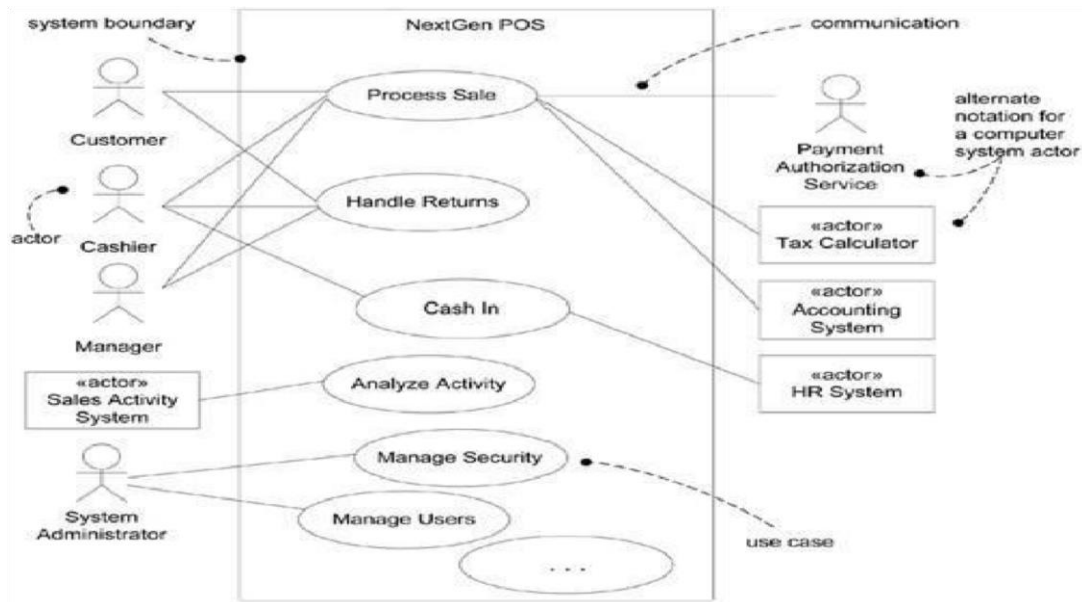 system boundary
NextGen POS
communication
Process Sale
alternate
notation for
a computer
system actor
Customer
Payment
Authorization
Service
Handle Returns
actor
Cashier
«actor»
Tax Calculator
Cash In
«actor»
Accounting
System
Manager
«actor»
Sales Activity
System
Analyze Activity
«actor»
HR System
Manage Security
System
Administrator
Manage Users
use case
. . .